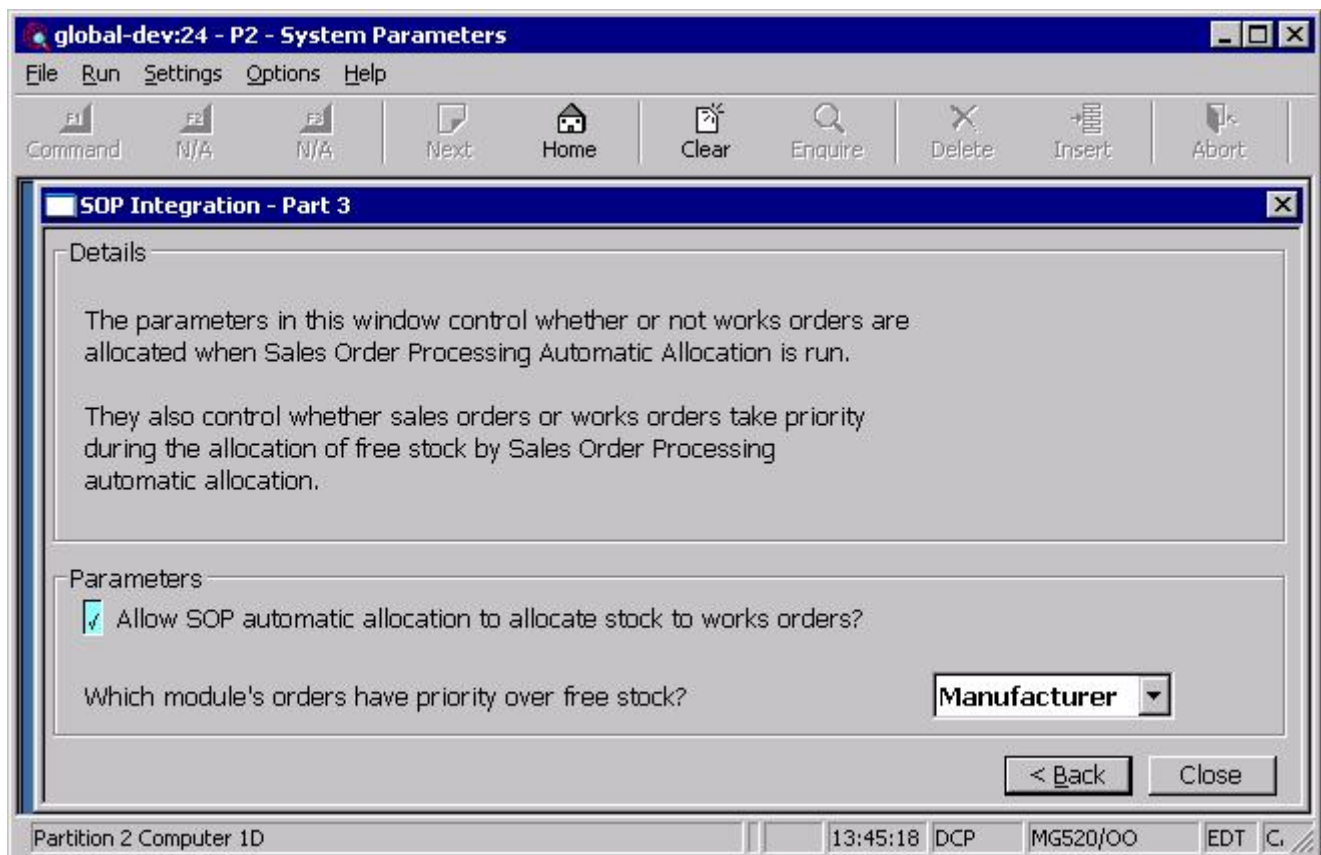 global-dev:24 - P2 - System Parameters
File Run Settings Options Help
F1 F2 F3
Command N/A N/A Next Home Clear Enquire Delete Insert Abort
SOP Integration - Part 3
Details
The parameters in this window control whether or not works orders are
allocated when Sales Order Processing Automatic Allocation is run.
They also control whether sales orders or works orders take priority
during the allocation of free stock by Sales Order Processing
automatic allocation.
Parameters
Allow SOP automatic allocation to allocate stock to works orders?
Which module's orders have priority over free stock? Manufacturer
< Back Close
Partition 2 Computer 1D 13:45:18 DCP MG520/OO EDT